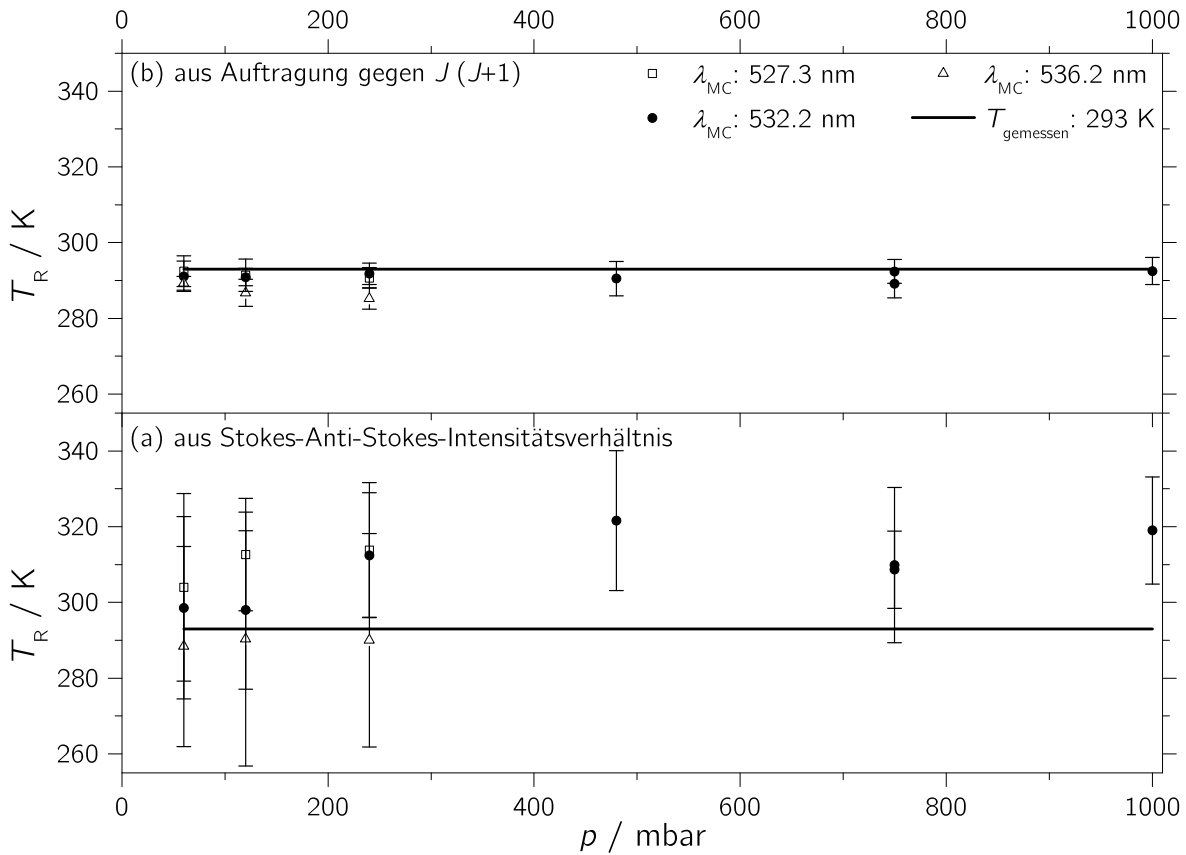 0 200 400 600 800 1000
(b) aus Auftragung gegen J (J+1)
λMC: 527.3 nm
λMC: 536.2 nm
λMC: 532.2 nm
Tgemessen: 293 K
340
320
300
280
260
TR / K
(a) aus Stokes-Anti-Stokes-Intensitätsverhältnis
340
320
300
280
260
TR / K
0 200 400 600 800 1000
p / mbar